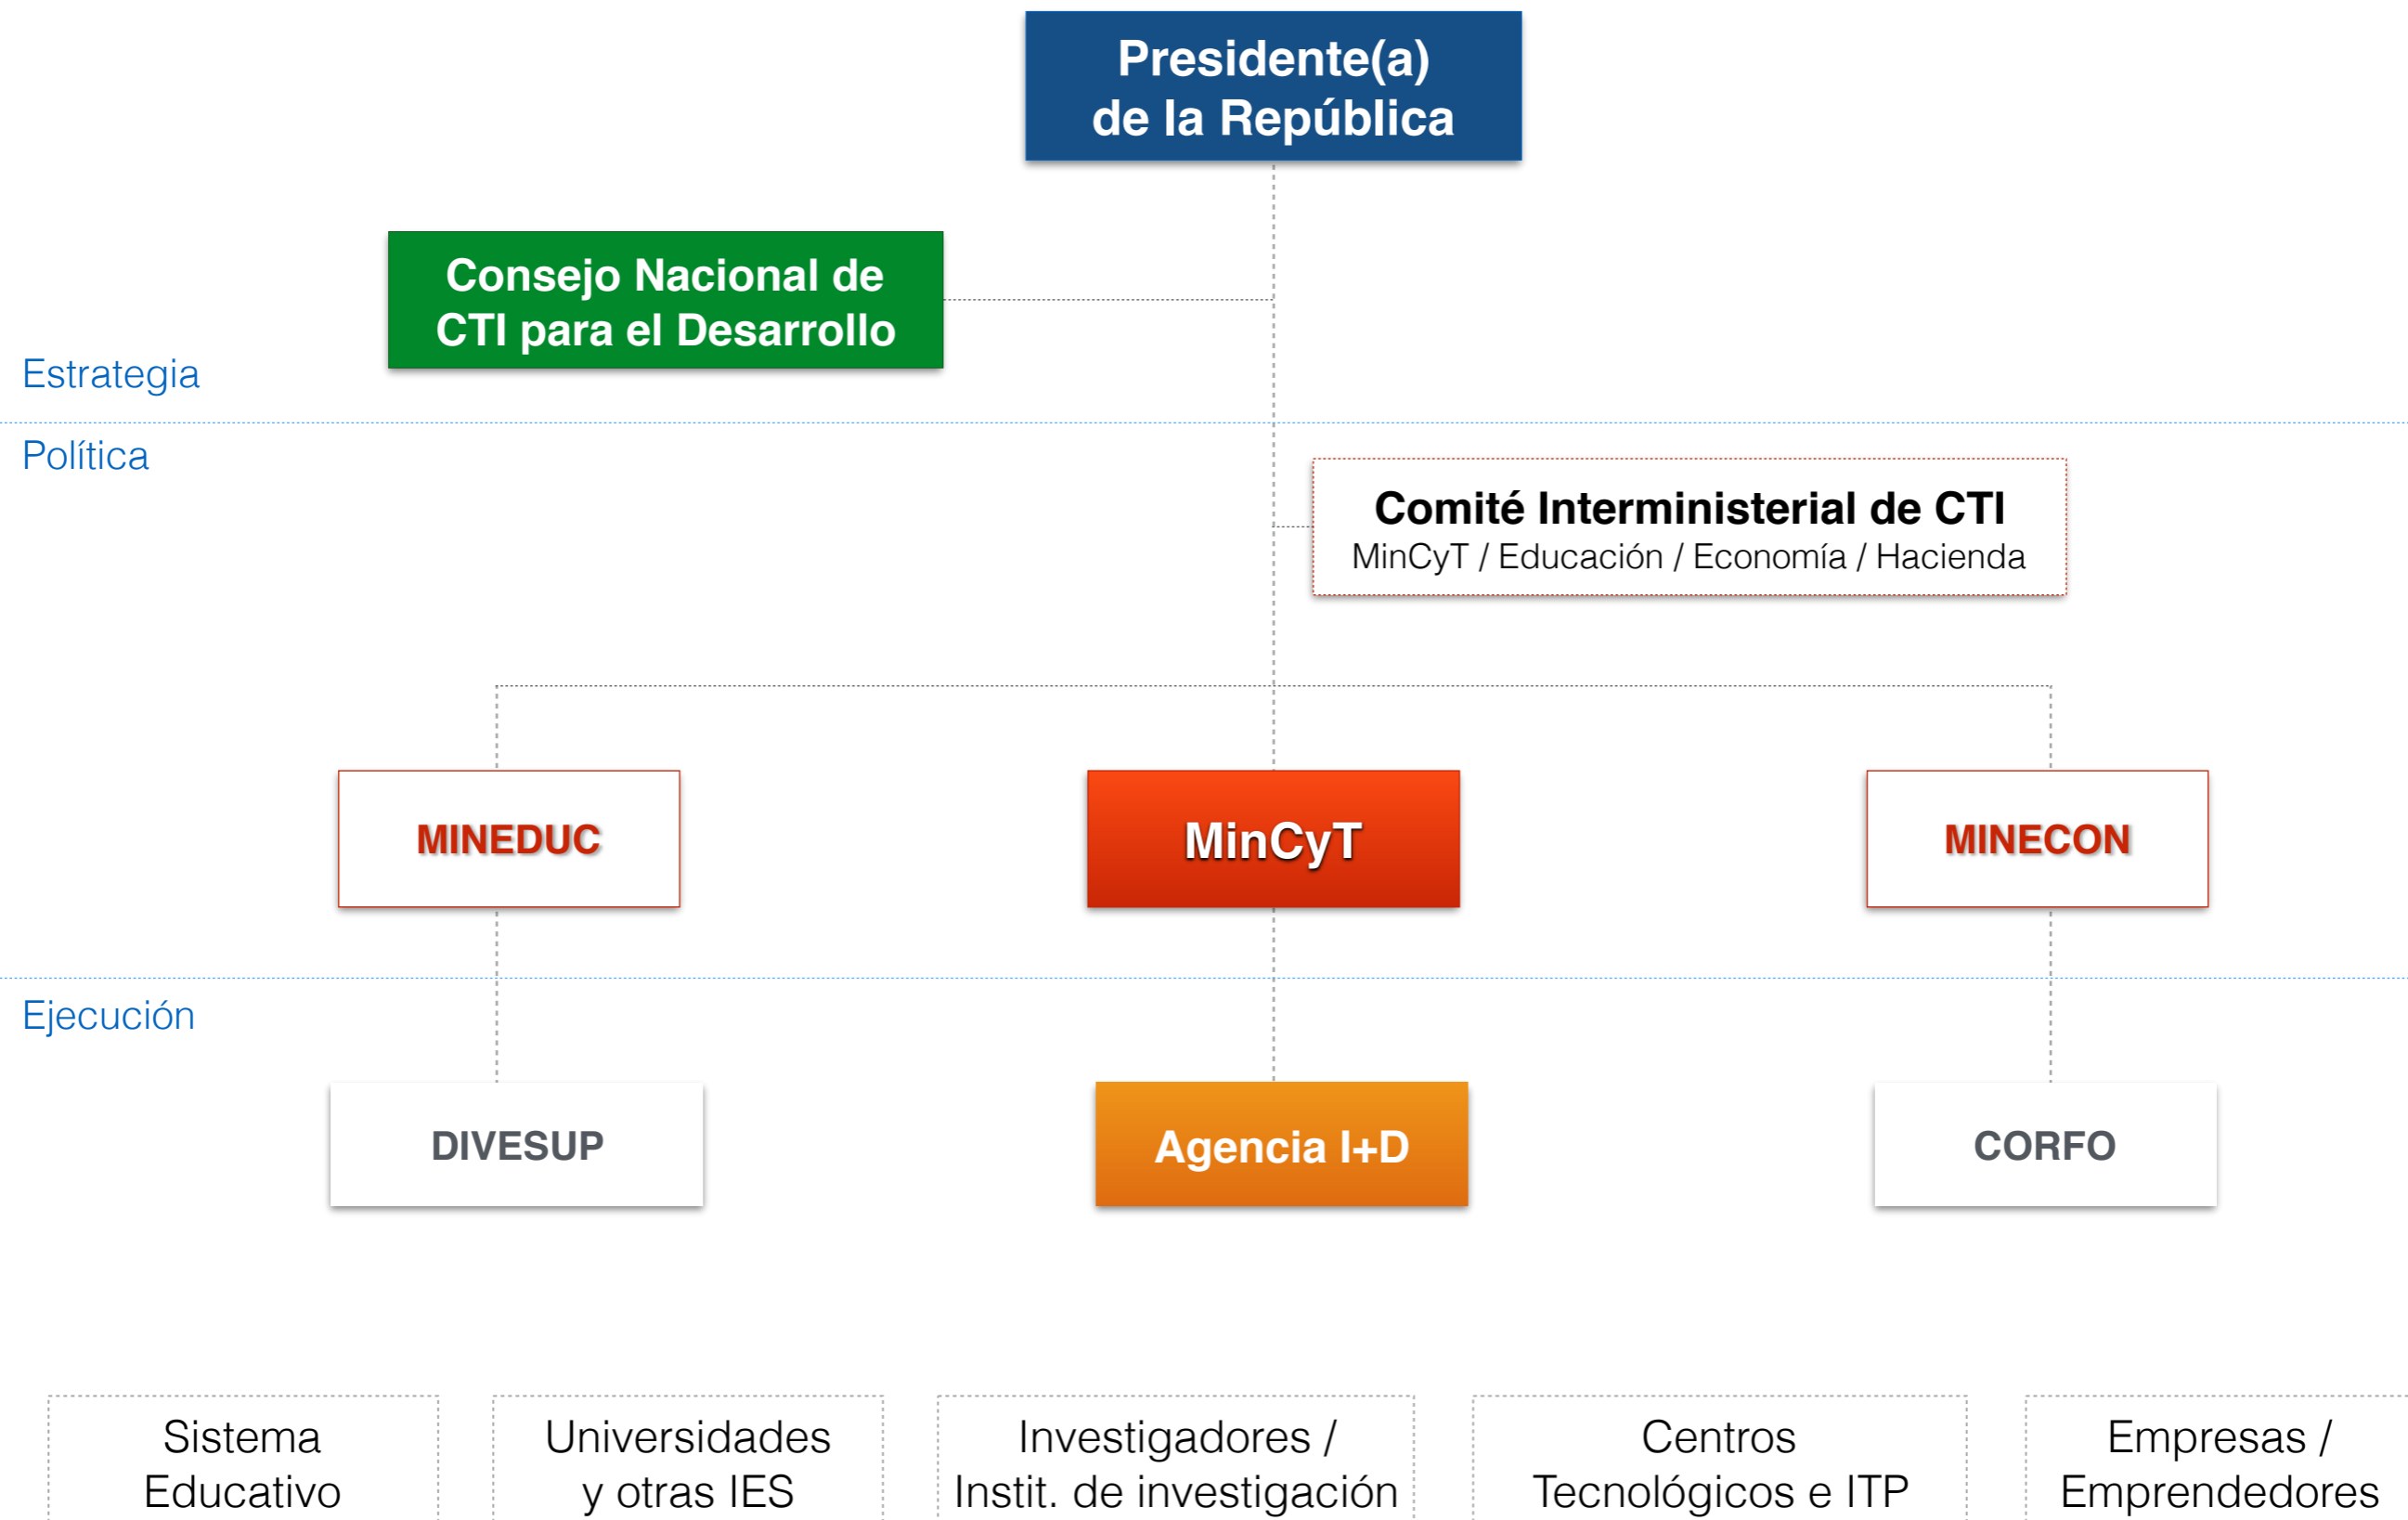 Presidente(a)
de la República
Consejo Nacional de
CTI para el Desarrollo
Estrategia
Política
Comité Interministerial de CTI
MinCyT / Educación / Economía / Hacienda
MINEDUC
MinCyT
MINECON
Ejecución
DIVESUP
Agencia I+D
CORFO
Sistema
Educativo
Universidades
y otras IES
Investigadores /
Instit. de investigación
Centros
Tecnológicos e ITP
Empresas /
Emprendedores